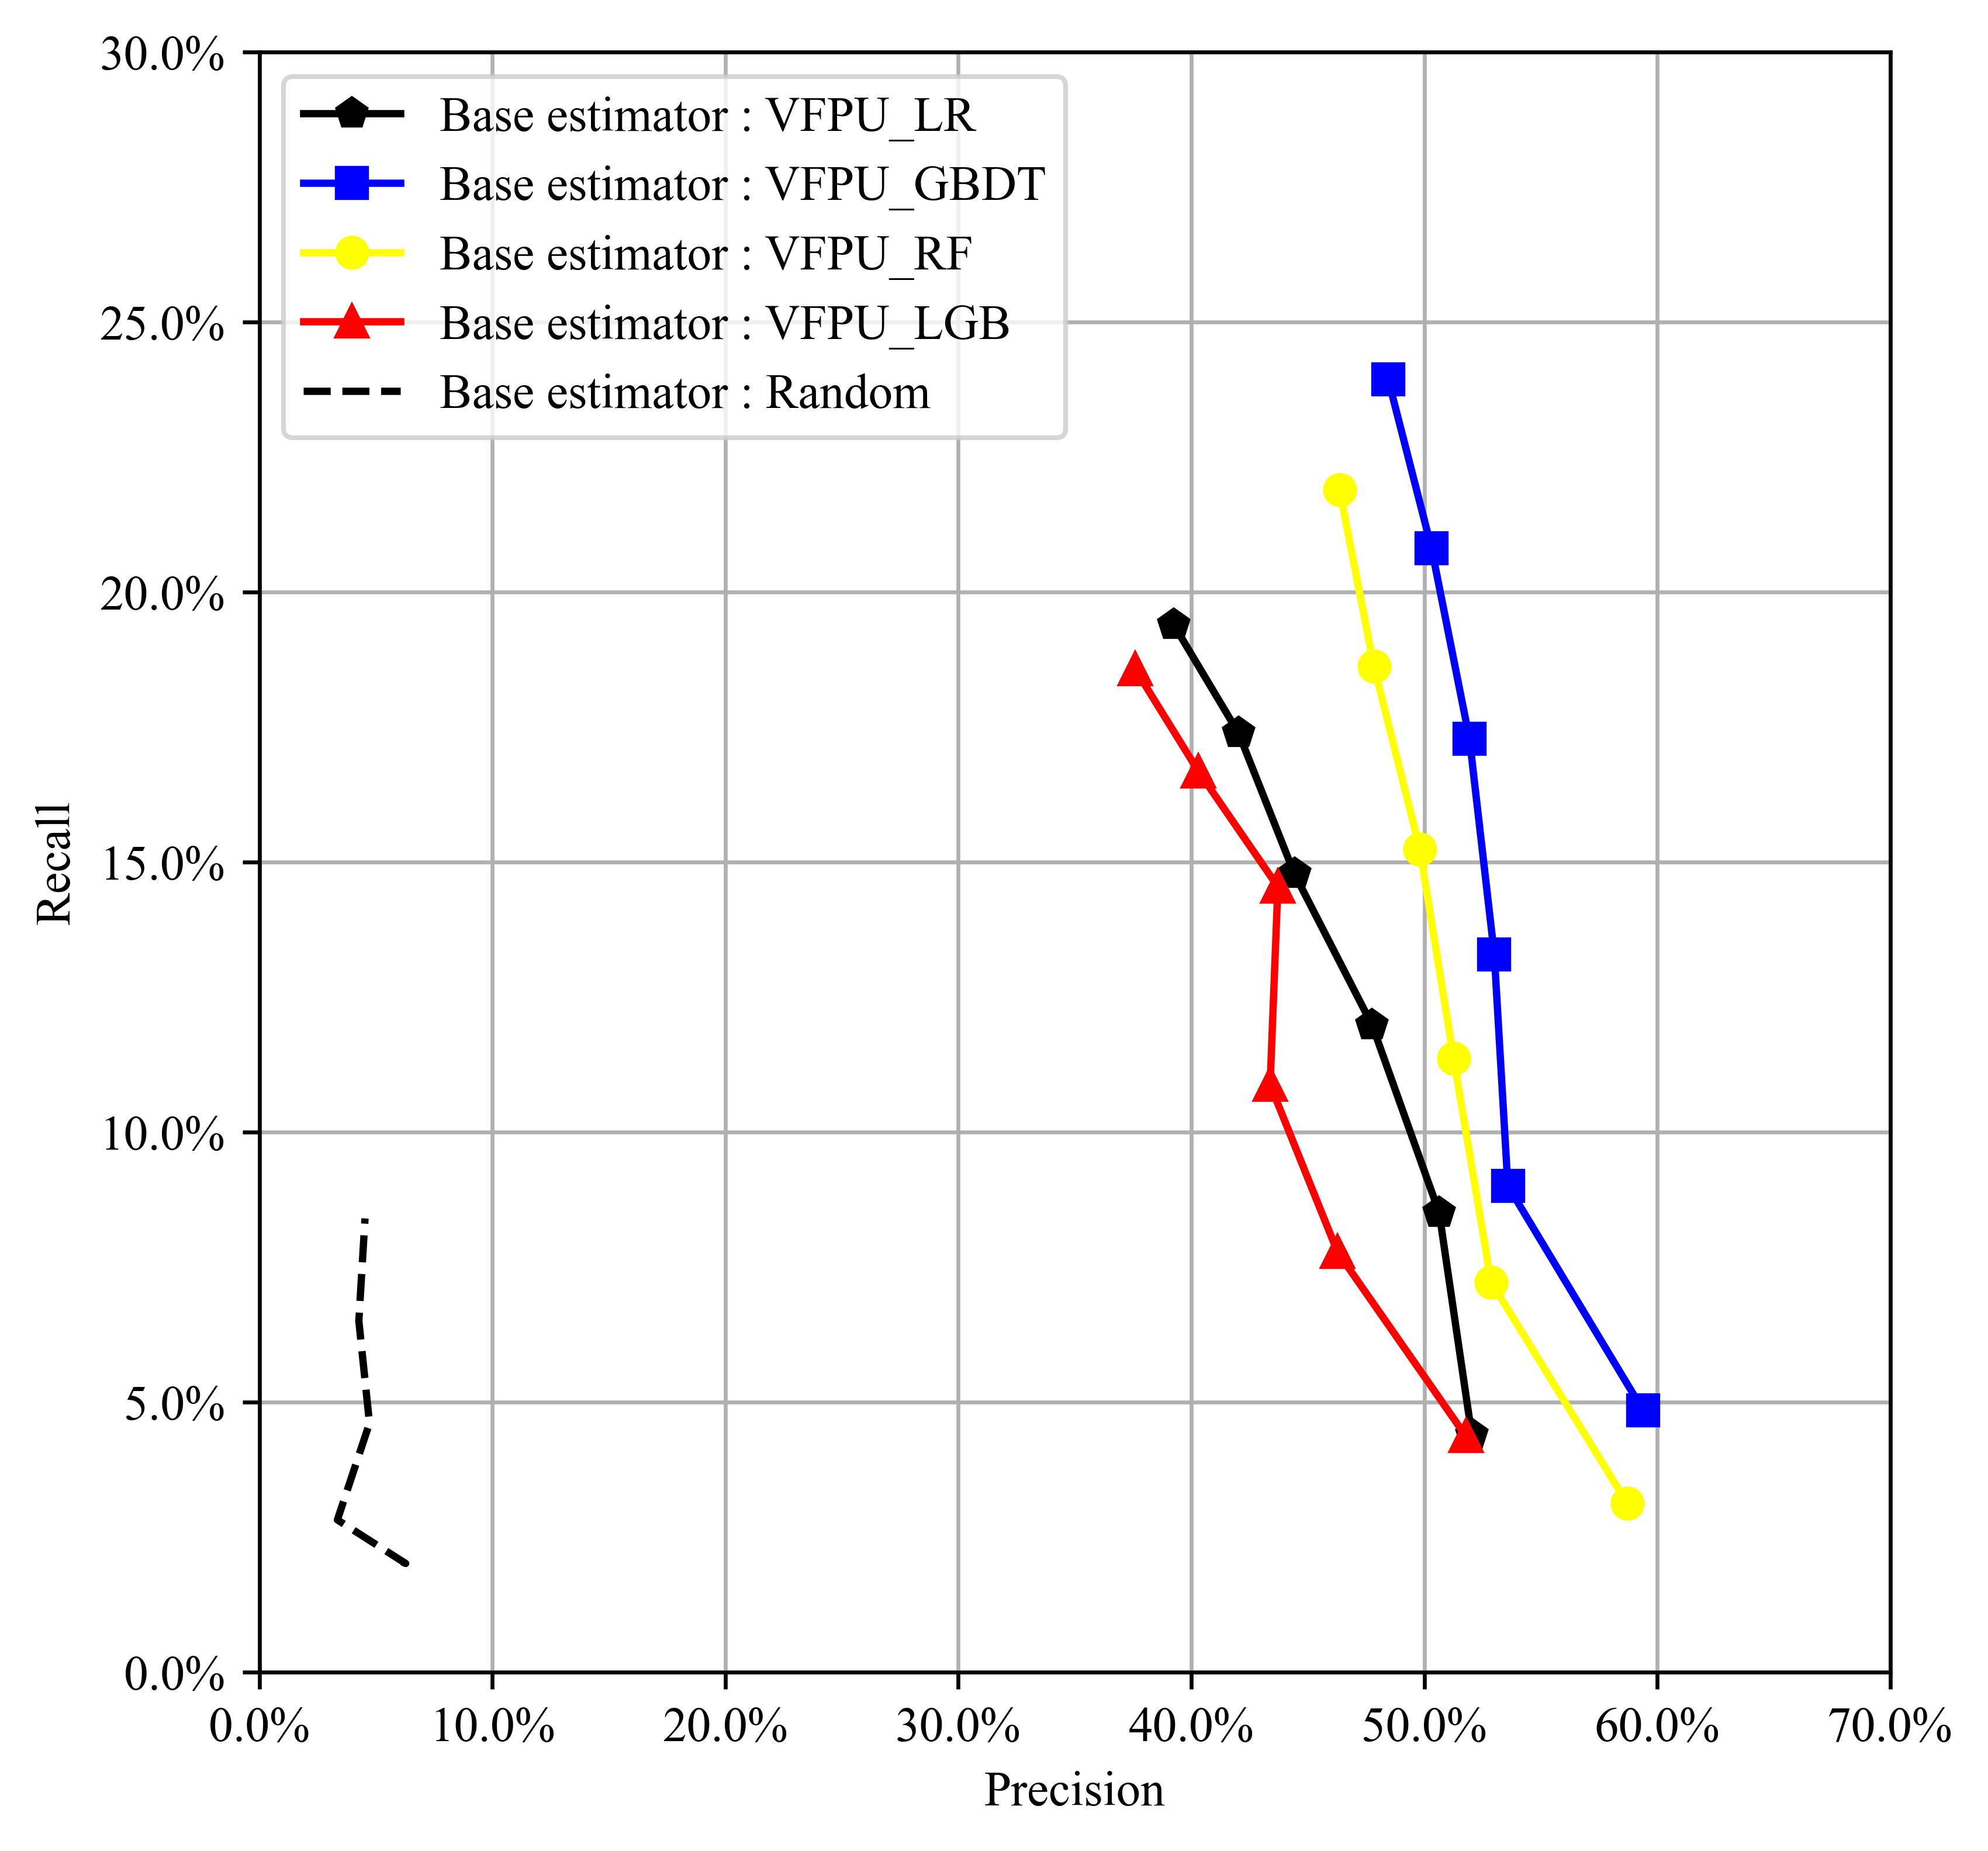 30.0%
25.0%
20.0%
15.0%
10.0%
5.0%
0.0%
Recall
Base estimator : VFPU_LR
Base estimator : VFPU_GBDT
Base estimator : VFPU_RF
Base estimator : VFPU_LGB
Base estimator : Random
0.0% 10.0% 20.0% 30.0% 40.0% 50.0% 60.0% 70.0%
Precision